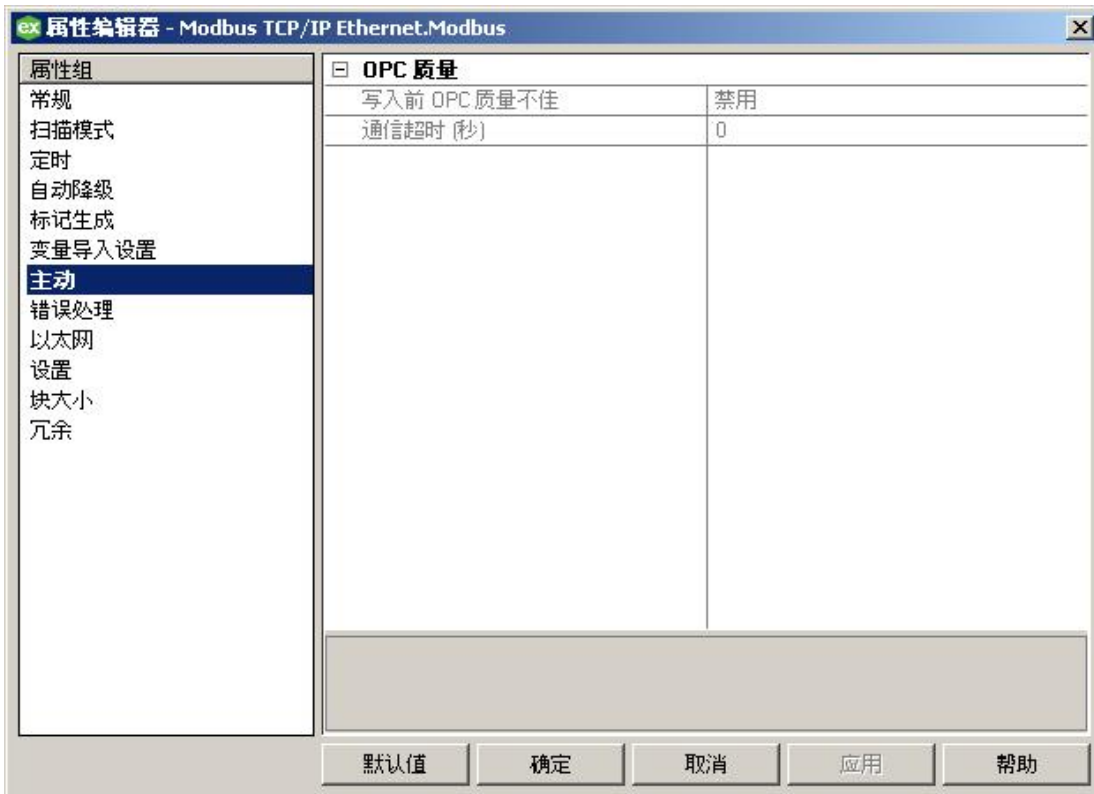 ex 属性编辑器 - Modbus TCP/IP Ethernet.Modbus
属性组
常规
扫描模式
定时
自动降级
标记生成
变量导入设置
主动
错误处理
以太网
设置
块大小
冗余
OPC 质量
写入前 OPC 质量不佳 禁用
通信超时 (秒) 0
默认值 确定 取消 应用 帮助